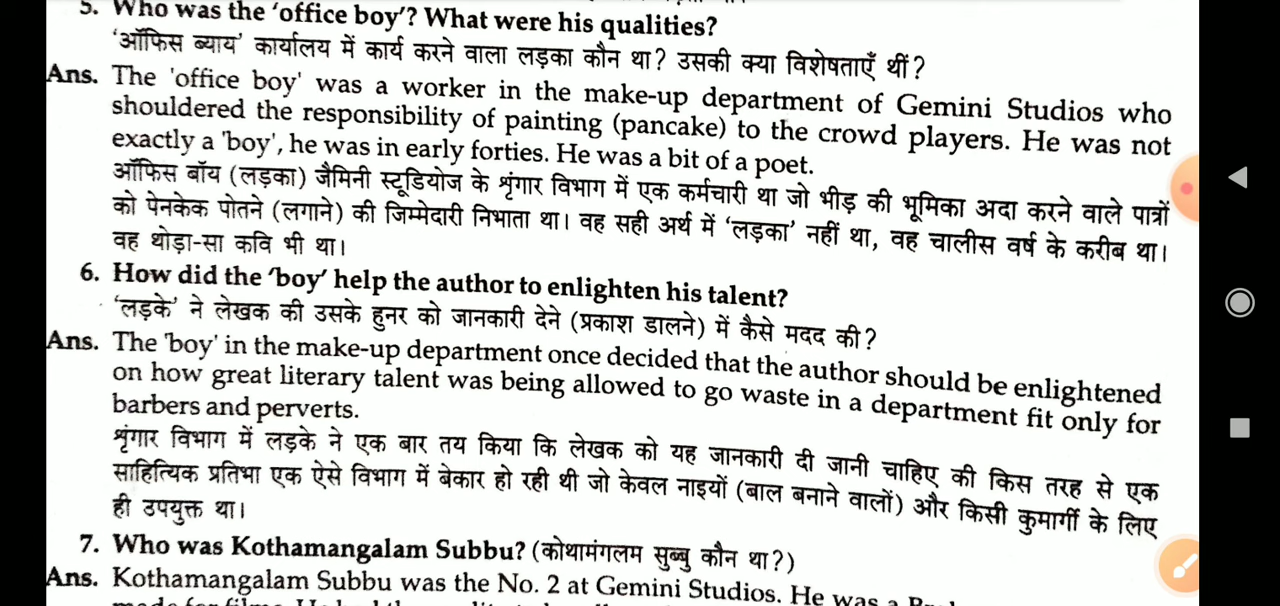 5. Who was the 'office boy'? What were his qualities?
'ऑफिस ब्याय' कार्यालय में कार्य करने वाला लड़का कौन था? उसकी क्या विशेषताएँ थीं?
Ans. The 'office boy' was a worker in the make-up department of Gemini Studios who
shouldered the responsibility of painting (pancake) to the crowd players. He was not
exactly a 'boy', he was in early forties. He was a bit of a poet.
ऑफिस बॉय (लड़का) जैमिनी स्टूडियोज के शृंगार विभाग में एक कर्मचारी था जो भीड़ की भूमिका अदा करने वाले पात्रों
को पेनकेक पोतने (लगाने) की जिम्मेदारी निभाता था। वह सही अर्थ में 'लड़का' नहीं था, वह चालीस वर्ष के करीब था।
वह थोड़ा-सा कवि भी था।
6. How did the 'boy' help the author to enlighten his talent?
'लड़के' ने लेखक की उसके हुनर को जानकारी देने (प्रकाश डालने) में कैसे मदद की?
Ans. The 'boy' in the make-up department once decided that the author should be enlightened
on how great literary talent was being allowed to go waste in a department fit only for
barbers and perverts.
शृंगार विभाग में लड़के ने एक बार तय किया कि लेखक को यह जानकारी दी जानी चाहिए की किस तरह से एक
साहित्यिक प्रतिभा एक ऐसे विभाग में बेकार हो रही थी जो केवल नाइयों (बाल बनाने वालों) और किसी कुमार्गी के लिए
ही उपयुक्त था।
7. Who was Kothamangalam Subbu? (कोथामंगलम सुब्बु कौन था?)
Ans. Kothamangalam Subbu was the No. 2 at Gemini Studios. He was a